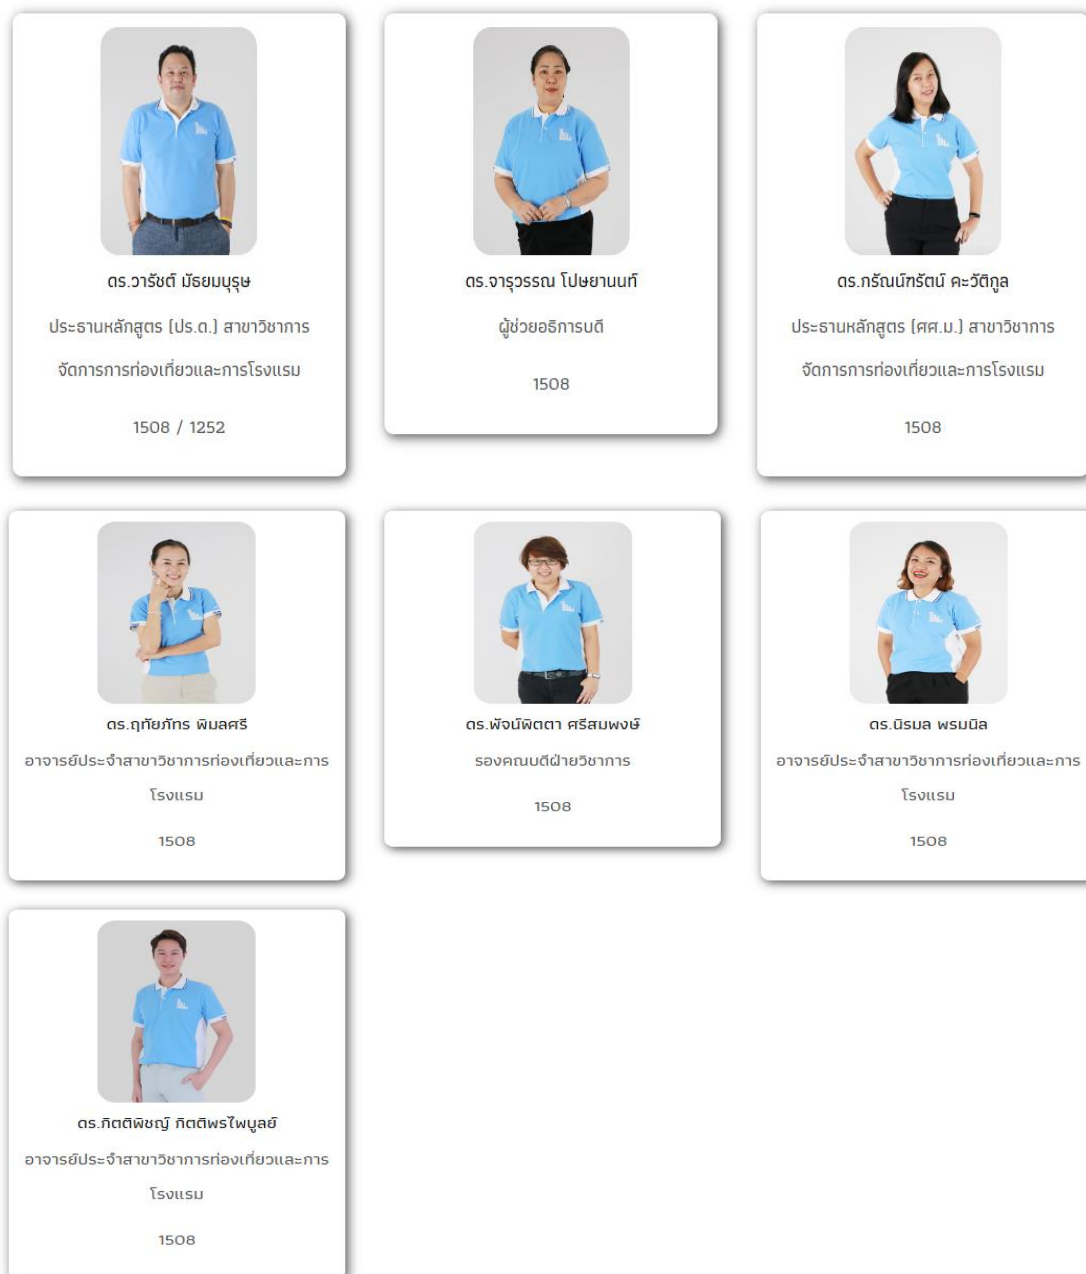 ดร.วารัชต์ มัธยมบุรุษ
ประธานหลักสูตร (ปร.ด.) สาขาวิชาการ
จัดการการท่องเที่ยวและการโรงแรม
1508 / 1252
ดร.จารุวรรณ โปษยานนท์
ผู้ช่วยอธิการบดี
1508
ดร.กรัณน์ฑรัตน์ คะวัติกูล
ประธานหลักสูตร (ศศ.ม.) สาขาวิชาการ
จัดการการท่องเที่ยวและการโรงแรม
1508
ดร.ฤทัยภัทร พิมลศรี
อาจารย์ประจำสาขาวิชาการท่องเที่ยวและการ
โรงแรม
1508
ดร.พัจน์พิตตา ศรีสมพงษ์
รองคณบดีฝ่ายวิชาการ
1508
ดร.นิรมล พรมนิล
อาจารย์ประจำสาขาวิชาการท่องเที่ยวและการ
โรงแรม
1508
ดร.กิตติพิชญ์ กิตติพรไพบูลย์
อาจารย์ประจำสาขาวิชาการท่องเที่ยวและการ
โรงแรม
1508